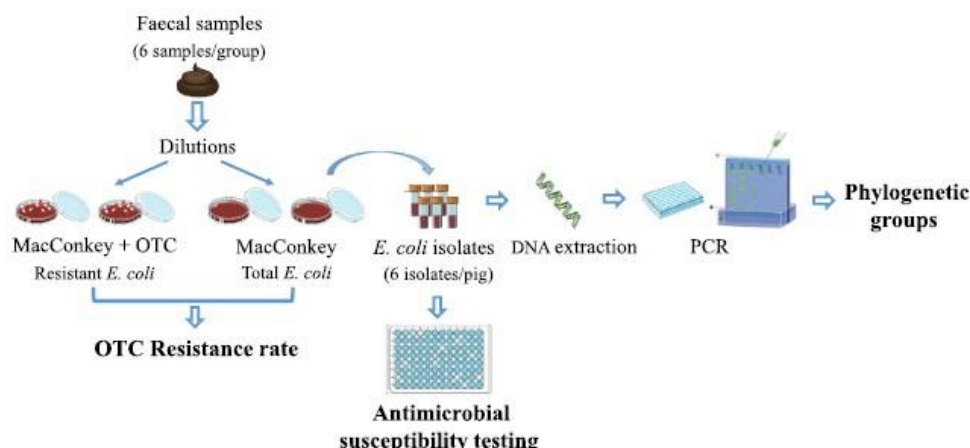 Faecal samples
(6 samples/group)
Dilutions
MacConkey + OTC
Resistant E. coli
MacConkey
Total E. coli
E. coli isolates
(6 isolates/pig)
DNA extraction
PCR
Phylogenetic
groups
OTC Resistance rate
Antimicrobial
susceptibility testing